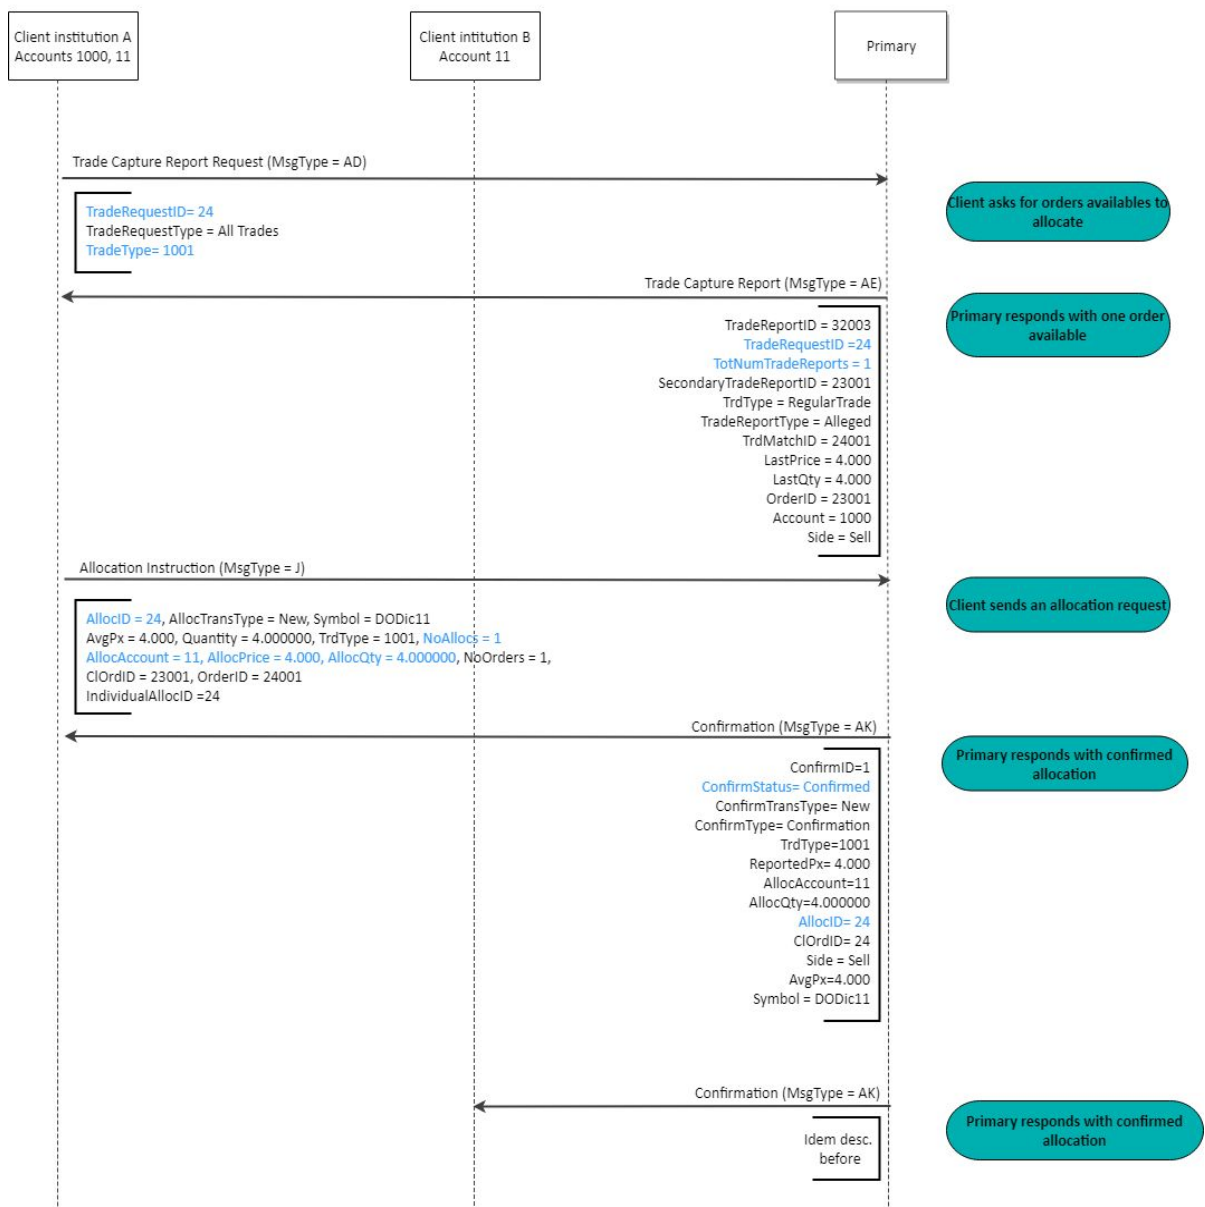 Client institution A
Accounts 1000, 11
Client intitution B
Account 11
Primary
Trade Capture Report Request (MsgType = AD)
TradeRequestID= 24
TradeRequestType = All Trades
TradeType= 1001
Client asks for orders availables to
allocate
Trade Capture Report (MsgType = AE)
TradeReportID = 32003
TradeRequestID =24
TotNumTradeReports = 1
SecondaryTradeReportID = 23001
TrdType = RegularTrade
TradeReportType = Alleged
TrdMatchID = 24001
LastPrice = 4.000
LastQty = 4.000
OrderID = 23001
Account = 1000
Side = Sell
Primary responds with one order
available
Allocation Instruction (MsgType = J)
AllocID = 24, AllocTransType = New, Symbol = DODic11
AvgPx = 4.000, Quantity = 4.000000, TrdType = 1001, NoAllocs = 1
AllocAccount = 11, AllocPrice = 4.000, AllocQty = 4.000000, NoOrders = 1,
ClOrdID = 23001, OrderID = 24001
IndividualAllocID =24
Client sends an allocation request
Confirmation (MsgType = AK)
ConfirmID=1
ConfirmStatus= Confirmed
ConfirmTransType= New
ConfirmType= Confirmation
TrdType=1001
ReportedPx= 4.000
AllocAccount=11
AllocQty=4.000000
AllocID= 24
ClOrdID= 24
Side = Sell
AvgPx=4.000
Symbol = DODic11
Primary responds with confirmed
allocation
Confirmation (MsgType = AK)
Idem desc.
before
Primary responds with confirmed
allocation